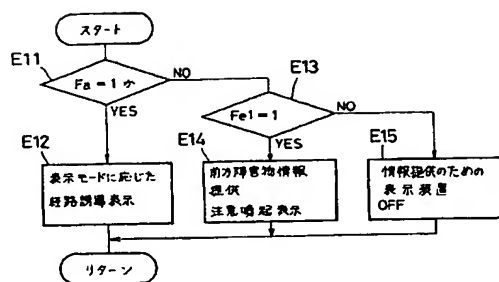 スタート
E11
Fa=1か
NO
YES
E13
Fe1=1
NO
YES
E12
表示モードに応じた
経路誘導表示
E14
前方障害物情報
提供
注意喚起表示
E15
情報提供のための
表示装置
OFF
リターン